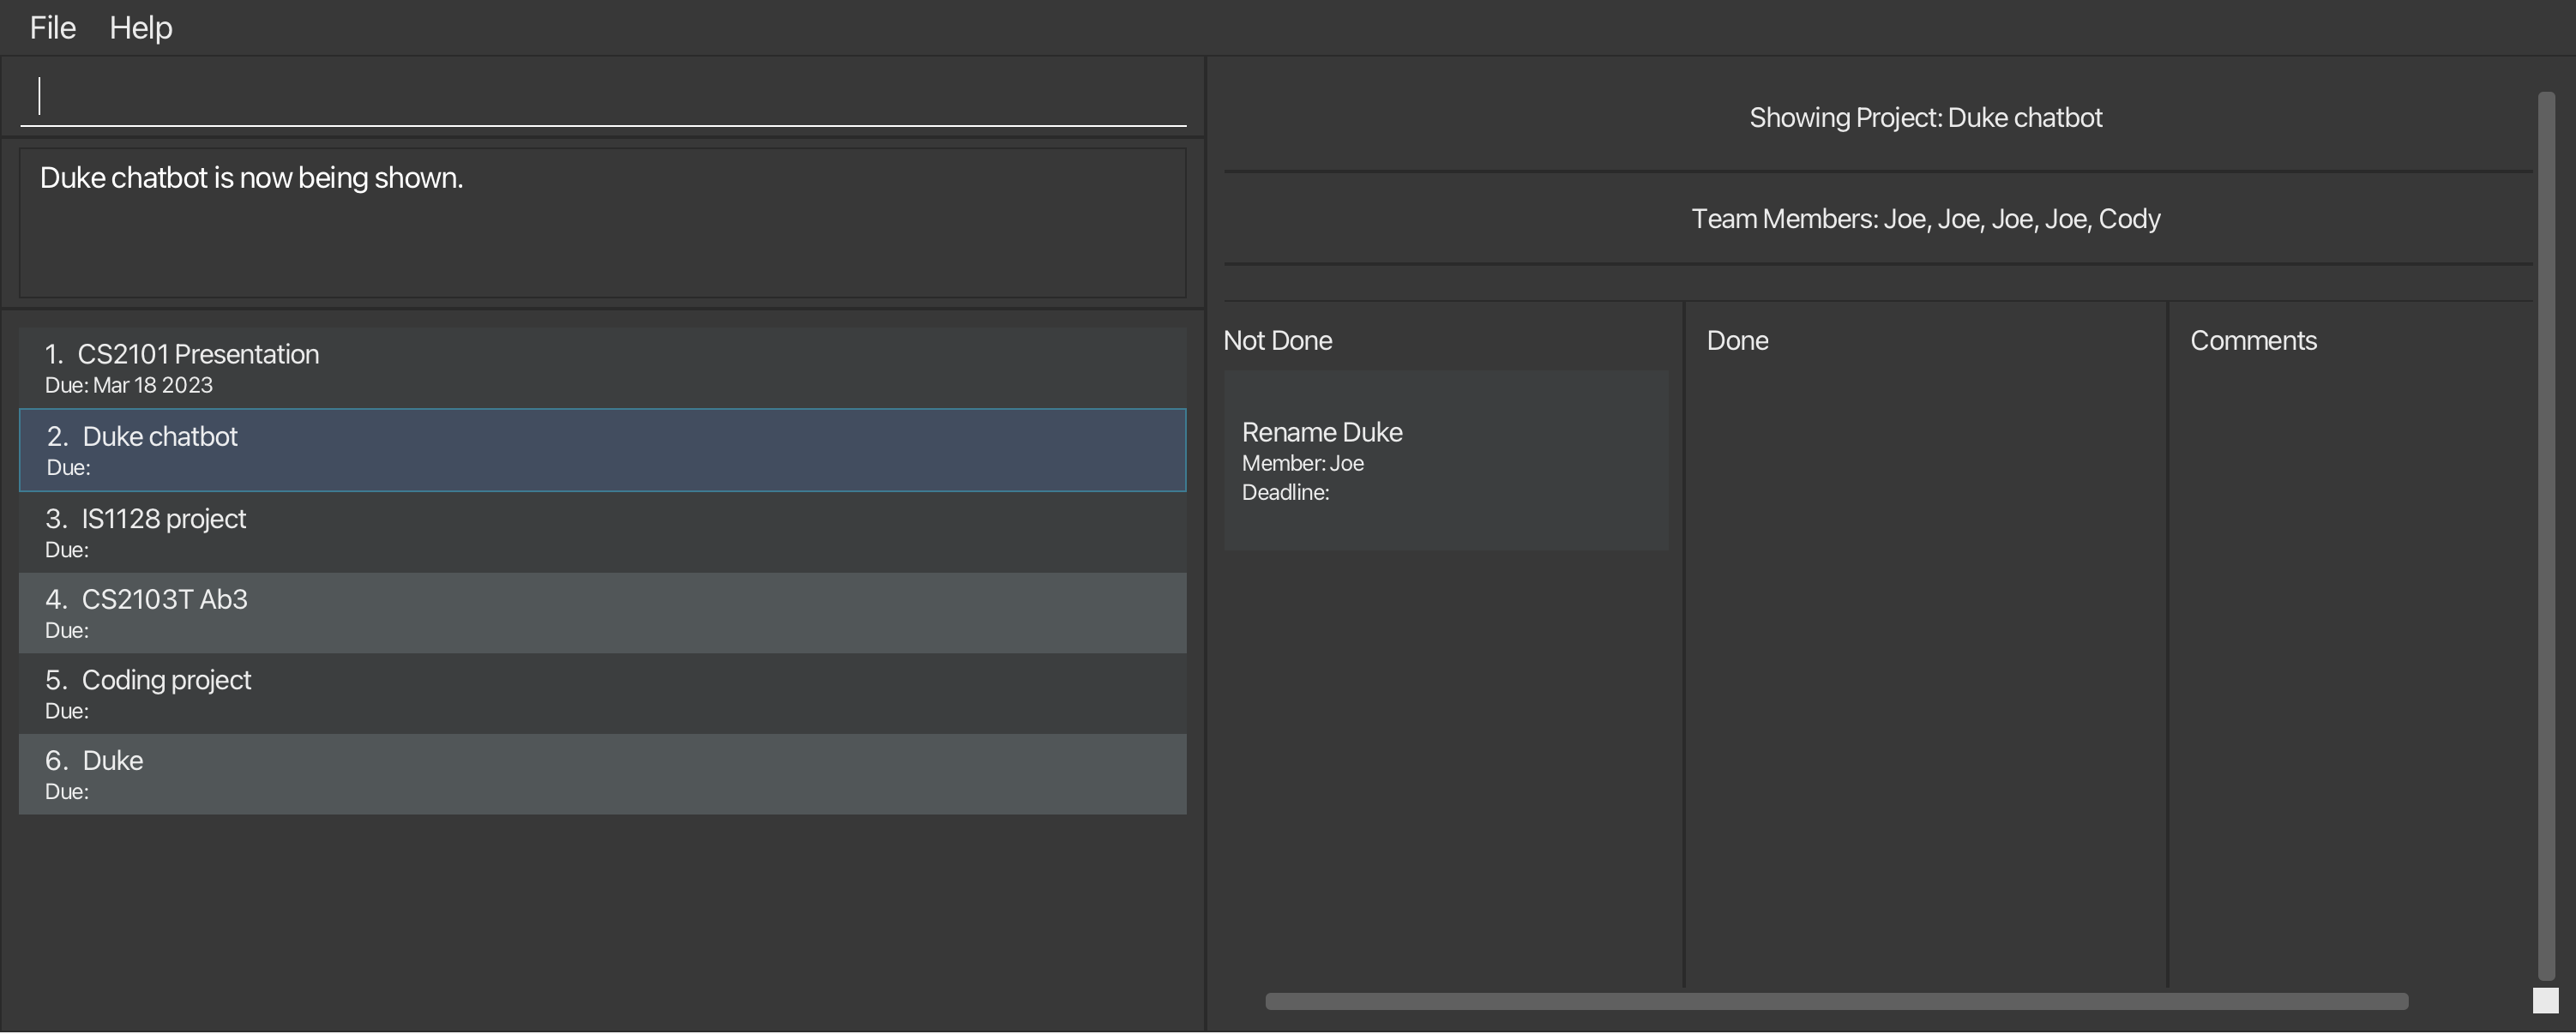 File Help
Duke chatbot is now being shown.
1. CS2101 Presentation
Due: Mar 18 2023
2. Duke chatbot
Due:
3. IS1128 project
Due:
4. CS2103T Ab3
Due:
5. Coding project
Due:
6. Duke
Due:
Showing Project: Duke chatbot
Team Members: Joe, Joe, Joe, Joe, Cody
Not Done
Rename Duke
Member: Joe
Deadline:
Done
Comments